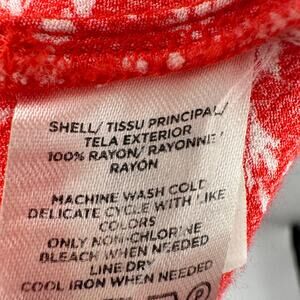 SHELL/ TISSU PRINCIPAL/
TELA EXTERIOR
100% RAYON/ RAYONNE/
RAYÓN
MACHINE WASH COLD
DELICATE CYCLE WITH LIKE
COLORS
ONLY NON-CHLORINE
BLEACH WHEN NEEDED
LINE DRY
COOL IRON WHEN NEEDED